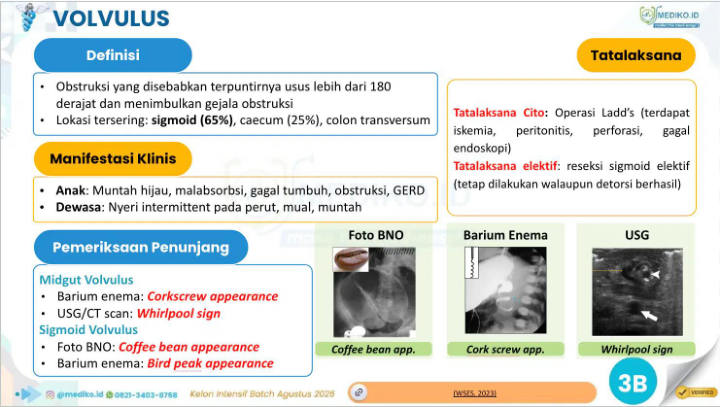 VOLVULUS
MEDIKO.ID
Definisi
• Obstruksi yang disebabkan terpuntirnya usus lebih dari 180
derajat dan menimbulkan gejala obstruksi
• Lokasi tersering: sigmoid (65%), caecum (25%), colon transversum
Manifestasi Klinis
• Anak: Muntah hijau, malabsorbsi, gagal tumbuh, obstruksi, GERD
• Dewasa: Nyeri intermittent pada perut, mual, muntah
Pemeriksaan Penunjang
Midgut Volvulus
• Barium enema: Corkscrew appearance
• USG/CT scan: Whirlpool sign
Sigmoid Volvulus
• Foto BNO: Coffee bean appearance
• Barium enema: Bird peak appearance
Tatalaksana
Tatalaksana Cito: Operasi Ladd's (terdapat
iskemia, peritonitis, perforasi, gagal
endoskopi)
Tatalaksana elektif: reseksi sigmoid elektif
(tetap dilakukan walaupun detorsi berhasil)
Foto BNO
Coffee bean app.
Barium Enema
Cork screw app.
USG
Whirlpool sign
@mediko.id 0821-3403-8768 Kelon Intensif Batch Agustus 2026
(WSES, 2023)
3B
VERIFIED